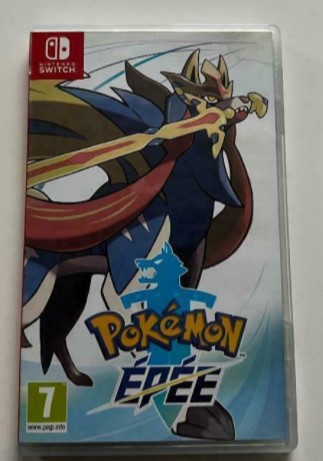 NINTENDO
SWITCH
POKÉMON
ÉPÉE
7
www.pegi.info